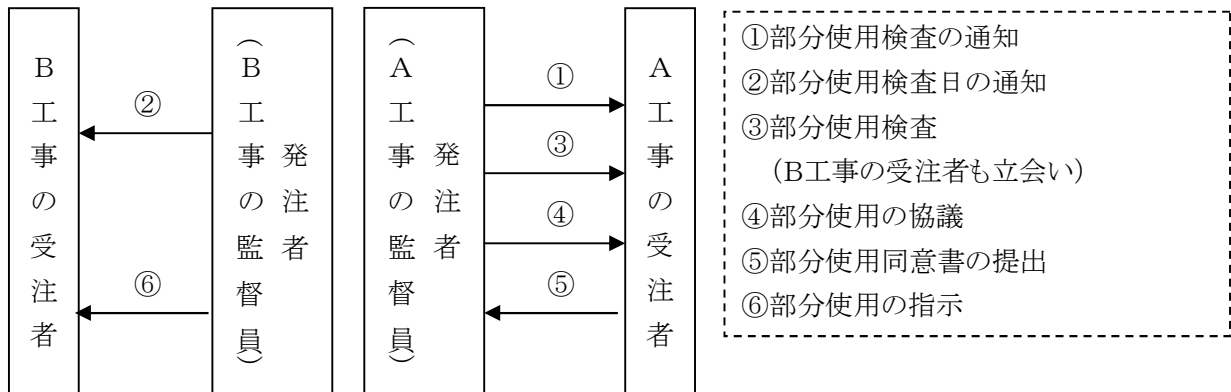 B工事の受注者
②
⑥
発注者
(B工事の監督員)
発注者
(A工事の監督員)
①
③
④
⑤
A工事の受注者
①部分使用検査の通知
②部分使用検査日の通知
③部分使用検査
(B工事の受注者も立会い)
④部分使用の協議
⑤部分使用同意書の提出
⑥部分使用の指示